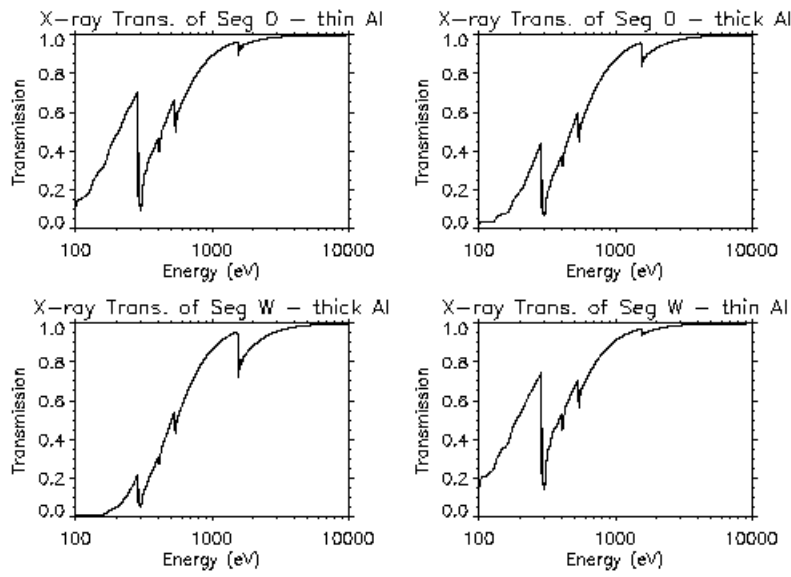 X-ray Trans. of Seg O - thin Al
1.0
0.8
0.6
0.4
0.2
0.0
Transmission
100 1000 10000
Energy (eV)
X-ray Trans. of Seg O - thick Al
1.0
0.8
0.6
0.4
0.2
0.0
Transmission
100 1000 10000
Energy (eV)
X-ray Trans. of Seg W - thick Al
1.0
0.8
0.6
0.4
0.2
0.0
Transmission
100 1000 10000
Energy (eV)
X-ray Trans. of Seg W - thin Al
1.0
0.8
0.6
0.4
0.2
0.0
Transmission
100 1000 10000
Energy (eV)